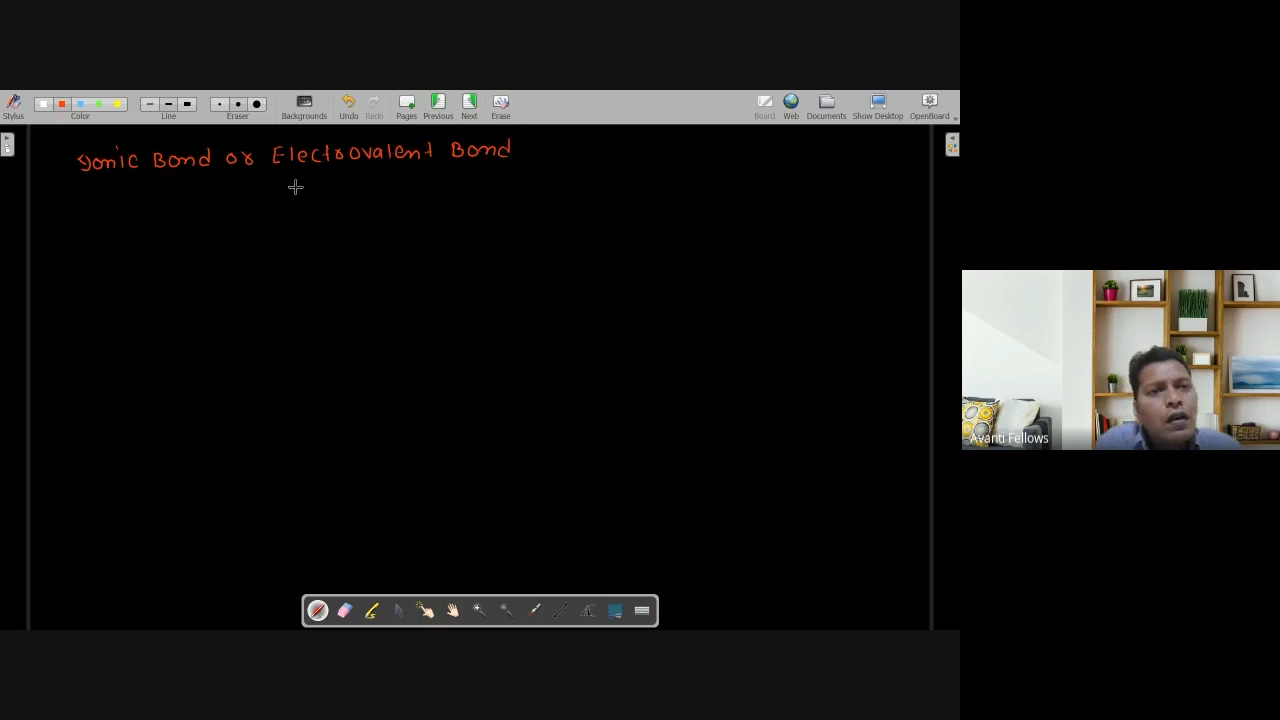 Stylus
Color
Line
Eraser
Backgrounds
Undo
Redo
Pages
Previous
Next
Erase
Board
Web
Documents
Show Desktop
OpenBoard
Ionic Bond or Electrovalent Bond
Avanti Fellows